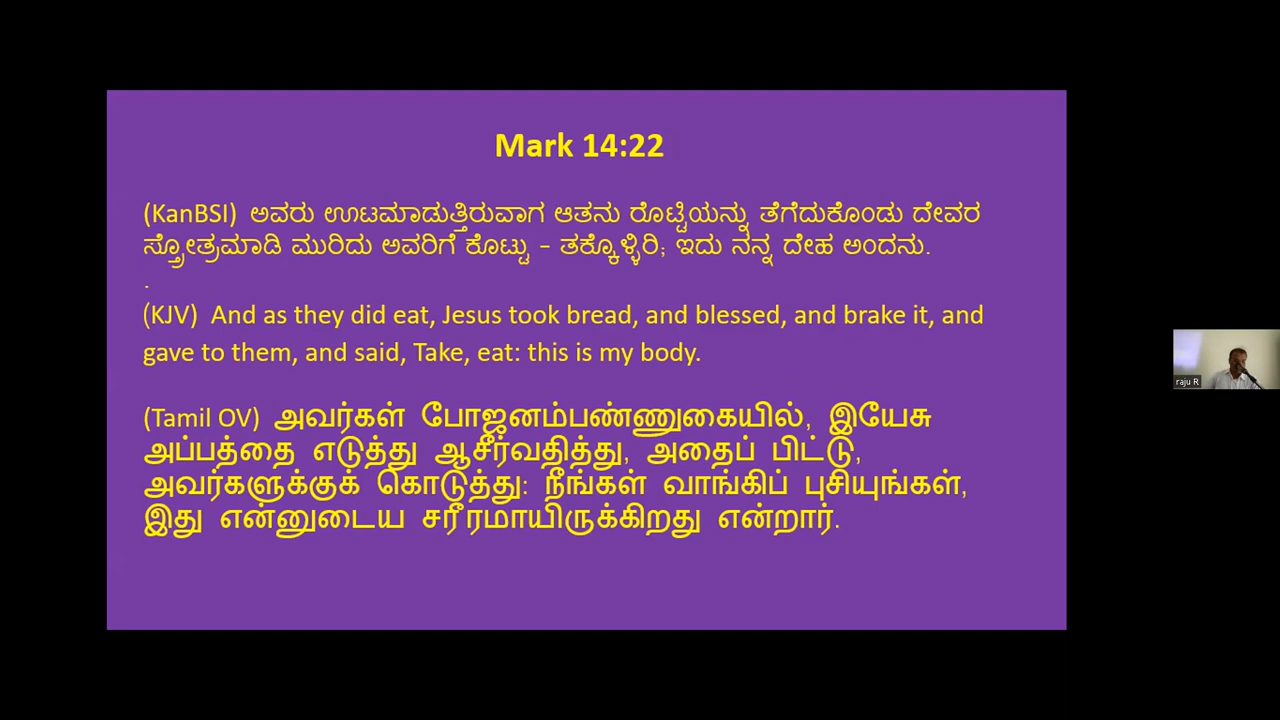 Mark 14:22
(KanBSI) ಅವರು ಊಟಮಾಡುತ್ತಿರುವಾಗ ಆತನು ರೊಟ್ಟಿಯನ್ನು ತೆಗೆದುಕೊಂಡು ದೇವರ
ಸ್ತೋತ್ರಮಾಡಿ ಮುರಿದು ಅವರಿಗೆ ಕೊಟ್ಟು - ತಕ್ಕೊಳ್ಳಿರಿ; ಇದು ನನ್ನ ದೇಹ ಅಂದನು.
.
(KJV) And as they did eat, Jesus took bread, and blessed, and brake it, and
gave to them, and said, Take, eat: this is my body.
(Tamil OV) அவர்கள் போஜனம்பண்ணுகையில், இயேசு
அப்பத்தை எடுத்து ஆசீர்வதித்து, அதைப் பிட்டு,
அவர்களுக்குக் கொடுத்து: நீங்கள் வாங்கிப் புசியுங்கள்,
இது என்னுடைய சரீரமாயிருக்கிறது என்றார்.
raju R